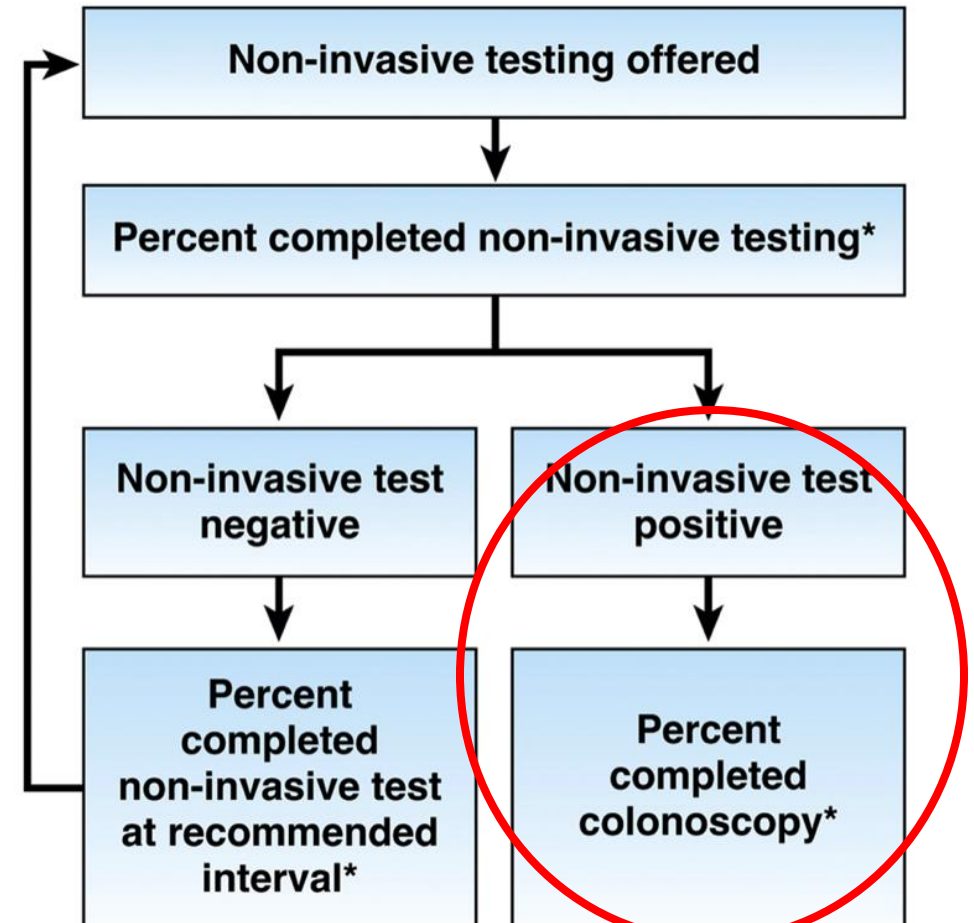 Non-invasive testing offered
Percent completed non-invasive testing*
Non-invasive test
negative
Non-invasive test
positive
Percent
completed
non-invasive test
at recommended
interval*
Percent
completed
colonoscopy*